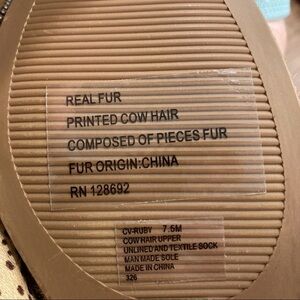 REAL FUR
PRINTED COW HAIR
COMPOSED OF PIECES FUR
FUR ORIGIN:CHINA
RN 128692
CV-RUBY 7.5M
COW HAIR UPPER
UNLINED AND TEXTILE SOCK
MAN MADE SOLE
MADE IN CHINA
326